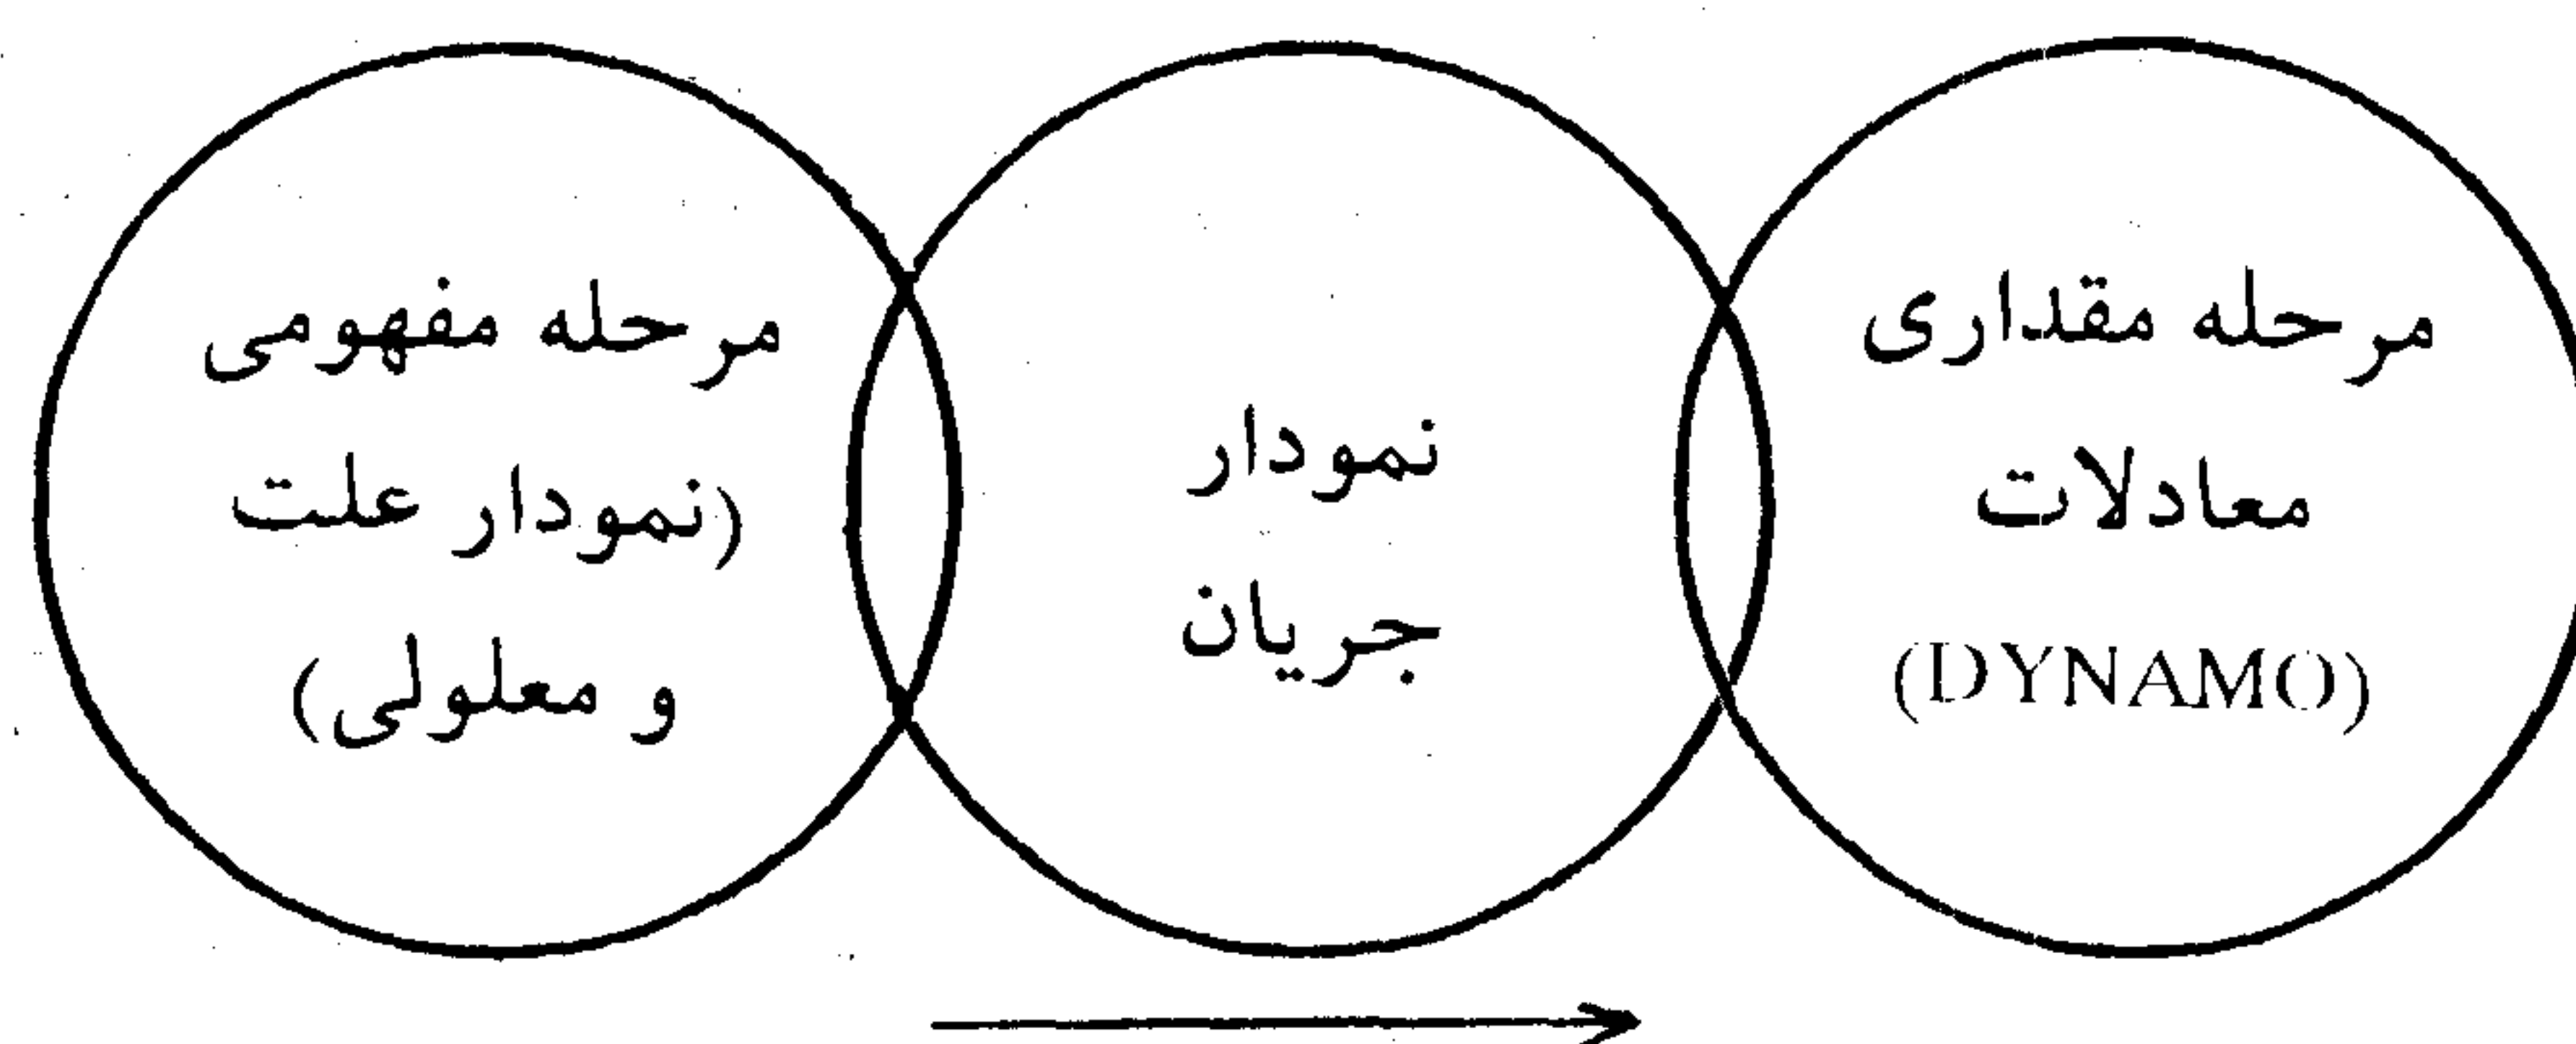 مرحله مفهومی
(نمودار علت
و معلولی)
نمودار
جریان
مرحله مقداری
معادلات
(DYNAMO)